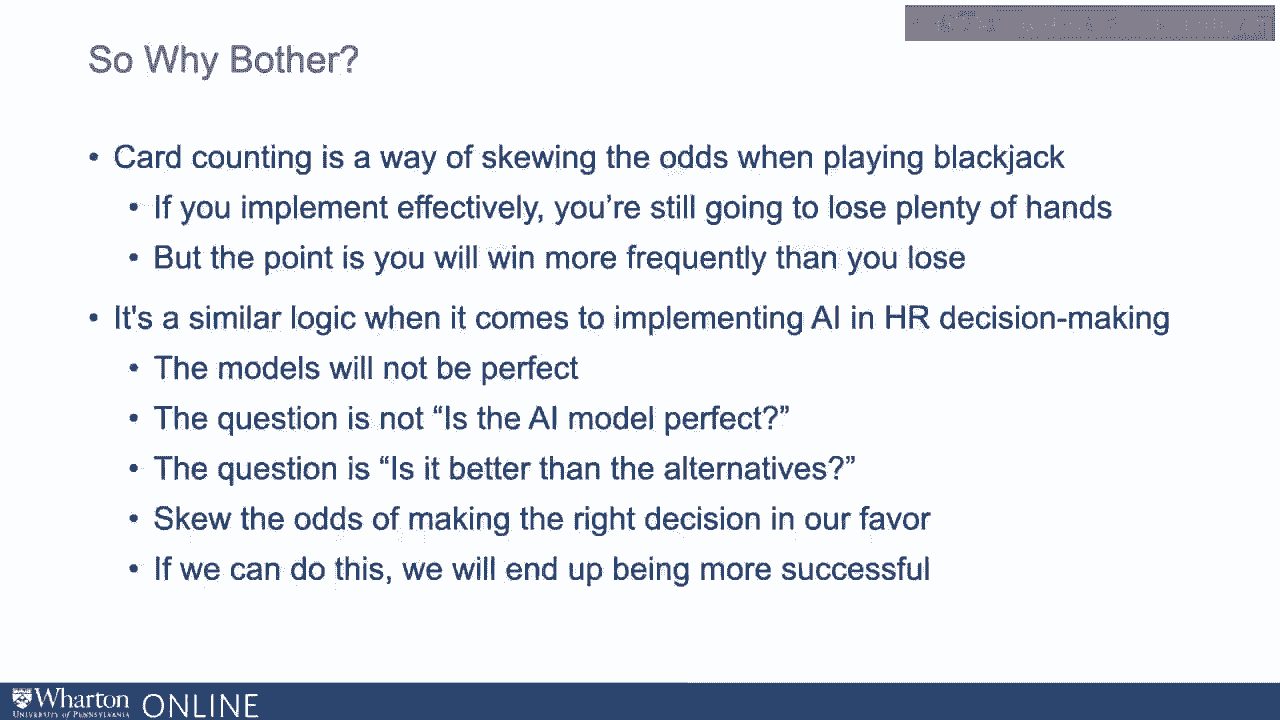 So Why Bother?
• Card counting is a way of skewing the odds when playing blackjack
• If you implement effectively, you're still going to lose plenty of hands
• But the point is you will win more frequently than you lose
• It's a similar logic when it comes to implementing AI in HR decision-making
• The models will not be perfect
• The question is not “Is the AI model perfect?”
• The question is “Is it better than the alternatives?”
• Skew the odds of making the right decision in our favor
• If we can do this, we will end up being more successful
Wharton ONLINE
UNIVERSITY of PENNSYLVANIA